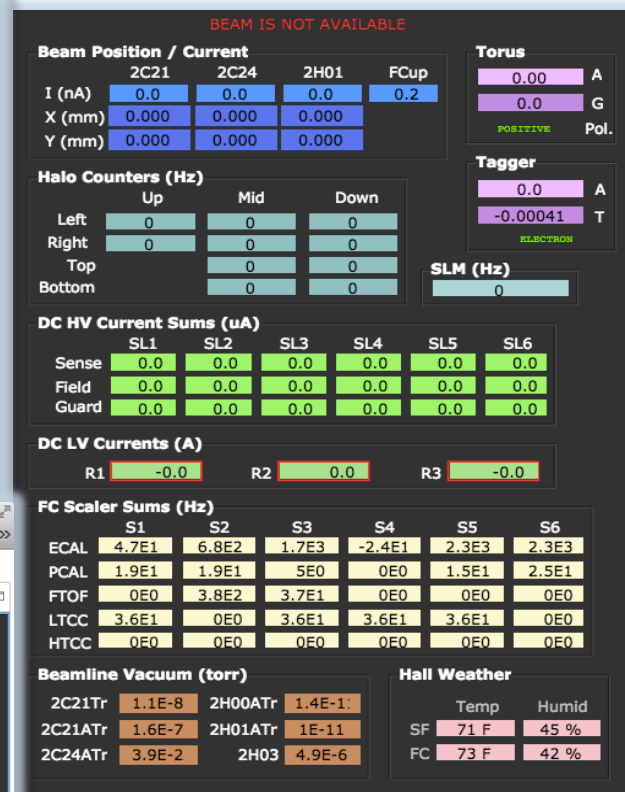 BEAM IS NOT AVAILABLE
Beam Position / Current
2C21 2C24 2H01 FCup
I (nA) 0.0 0.0 0.0 0.2
X (mm) 0.000 0.000 0.000
Y (mm) 0.000 0.000 0.000
Torus
0.00 A
0.0 G
POSITIVE Pol.
Tagger
0.0 A
-0.00041 T
ELECTRON
Halo Counters (Hz)
Up Mid Down
Left 0 0 0
Right 0 0 0
Top 0 0
Bottom 0 0
SLM (Hz)
0
DC HV Current Sums (uA)
SL1 SL2 SL3 SL4 SL5 SL6
Sense 0.0 0.0 0.0 0.0 0.0 0.0
Field 0.0 0.0 0.0 0.0 0.0 0.0
Guard 0.0 0.0 0.0 0.0 0.0 0.0
DC LV Currents (A)
R1 -0.0 R2 0.0 R3 -0.0
FC Scaler Sums (Hz)
S1 S2 S3 S4 S5 S6
ECAL 4.7E1 6.8E2 1.7E3 -2.4E1 2.3E3 2.3E3
PCAL 1.9E1 1.9E1 5E0 0E0 1.5E1 2.5E1
FTOF 0E0 3.8E2 3.7E1 0E0 0E0 0E0
LTCC 3.6E1 0E0 3.6E1 3.6E1 3.6E1 0E0
HTCC 0E0 0E0 0E0 0E0 0E0 0E0
Beamline Vacuum (torr)
2C21Tr 1.1E-8 2H00ATr
2C21ATr 1.6E-7 2H01ATr 1E-11
2C24ATr 3.9E-2 2H03 4.9E-6
Hall Weather
Temp Humid
SF 71 F 45 %
FC 73 F 42 %